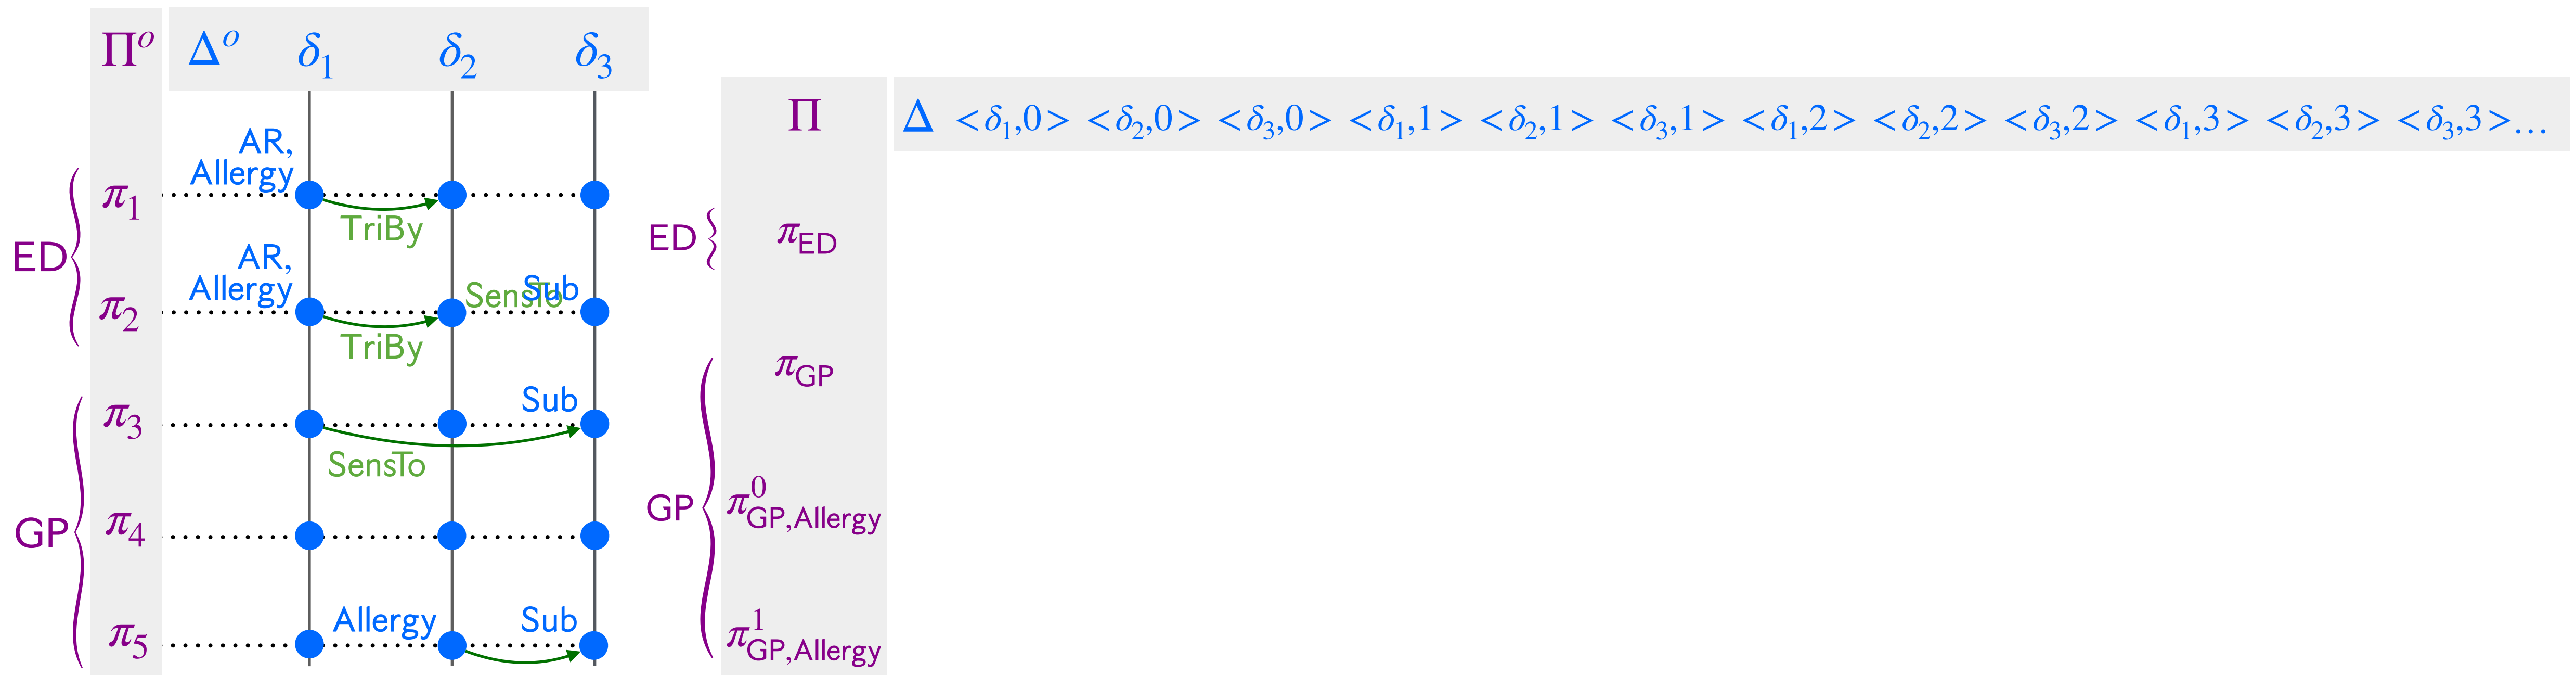 Πᵒ Δᵒ δ₁ δ₂ δ₃
Π Δ <δ₁,0> <δ₂,0> <δ₃,0> <δ₁,1> <δ₂,1> <δ₃,1> <δ₁,2> <δ₂,2> <δ₃,2> <δ₁,3> <δ₂,3> <δ₃,3>...
AR,
Allergy
π₁
TriBy
ED
AR,
Allergy
SensTo
Sub
π₂
TriBy
Sub
π₃
SensTo
GP
π₄
Allergy
Sub
π₅
ED
π_ED
π_GP
GP
π⁰_GP,Allergy
π¹_GP,Allergy